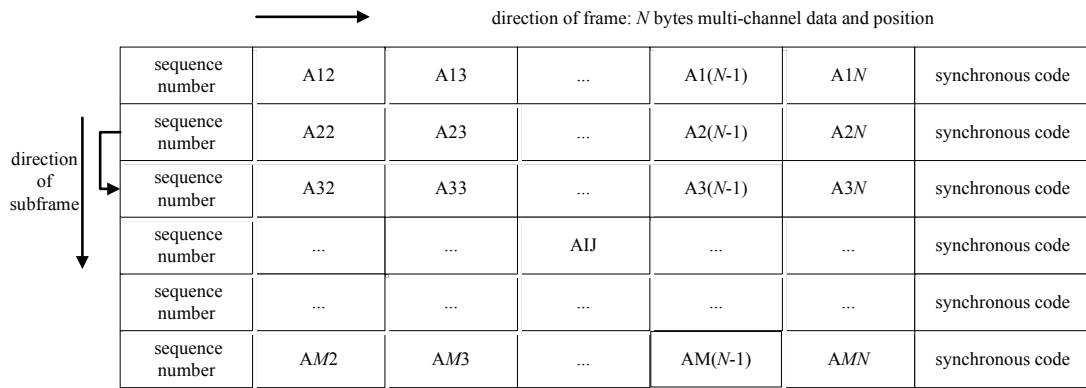 direction of frame: N bytes multi-channel data and position
sequence number A12 A13 ... A1(N-1) A1N synchronous code
sequence number A22 A23 ... A2(N-1) A2N synchronous code
direction of subframe
sequence number A32 A33 ... A3(N-1) A3N synchronous code
sequence number ... ... AIJ ... ... synchronous code
sequence number ... ... ... ... ... synchronous code
sequence number AM2 AM3 ... AM(N-1) AMN synchronous code